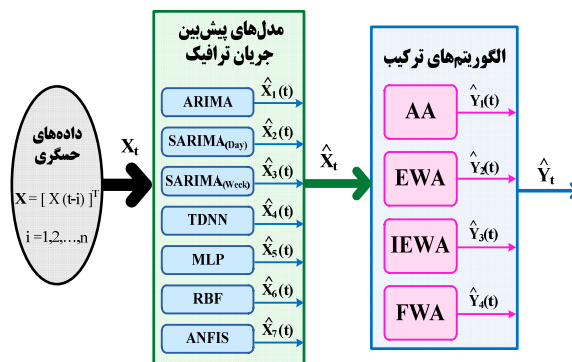 مدل‌های پیش‌بین
جریان ترافیک
الگوریتم‌های ترکیب
داده‌های
حسگری
X = [ X (t-i) ]ᵀ
i =1,2,...,n
Xₜ
ARIMA
X̂₁(t)
SARIMA(Day)
X̂₂(t)
SARIMA(Week)
X̂₃(t)
TDNN
X̂₄(t)
MLP
X̂₅(t)
RBF
X̂₆(t)
ANFIS
X̂₇(t)
X̂ₜ
AA
Ŷ₁(t)
EWA
Ŷ₂(t)
IEWA
Ŷ₃(t)
FWA
Ŷ₄(t)
Ŷₜ